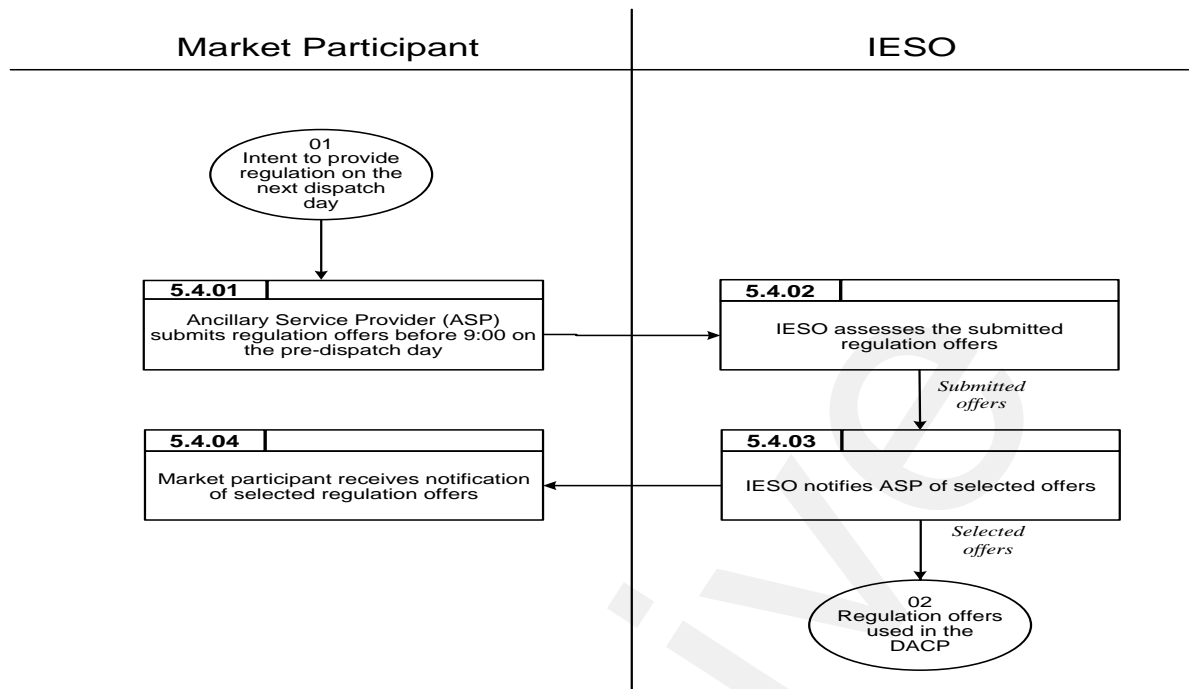 Market Participant
IESO
01
Intent to provide
regulation on the
next dispatch
day
5.4.01
Ancillary Service Provider (ASP)
submits regulation offers before 9:00 on
the pre-dispatch day
5.4.02
IESO assesses the submitted
regulation offers
Submitted
offers
5.4.04
Market participant receives notification
of selected regulation offers
5.4.03
IESO notifies ASP of selected offers
Selected
offers
02
Regulation offers
used in the
DACP
ive